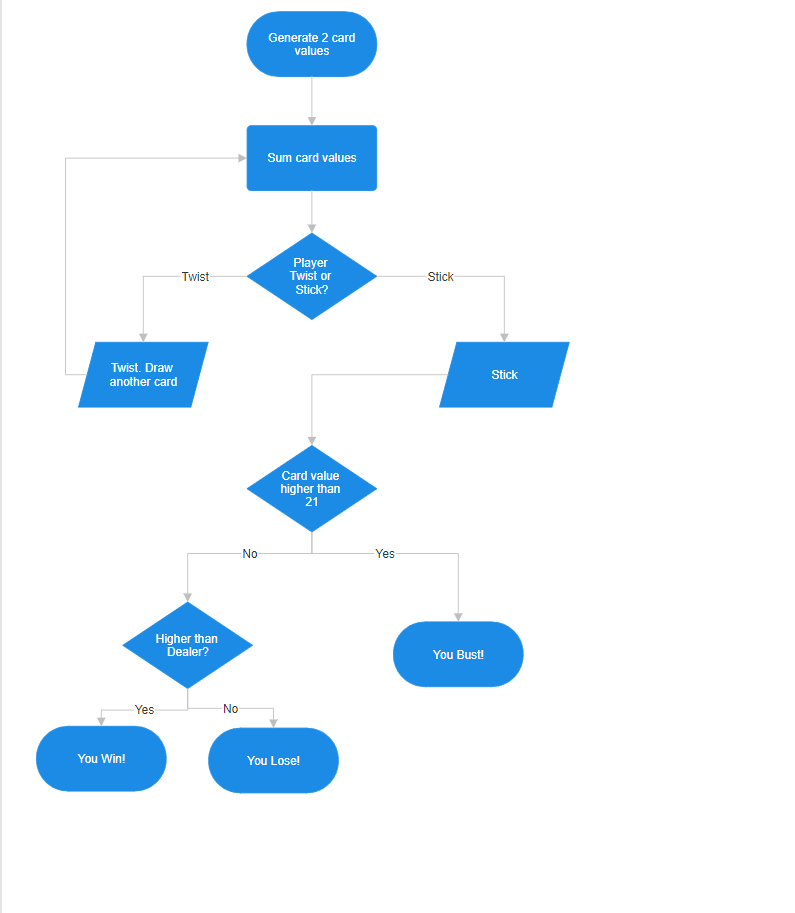 Generate 2 card
values
Sum card values
Player
Twist or
Stick?
Twist
Stick
Twist. Draw
another card
Stick
Card value
higher than
21
No
Yes
Higher than
Dealer?
You Bust!
Yes
No
You Win!
You Lose!